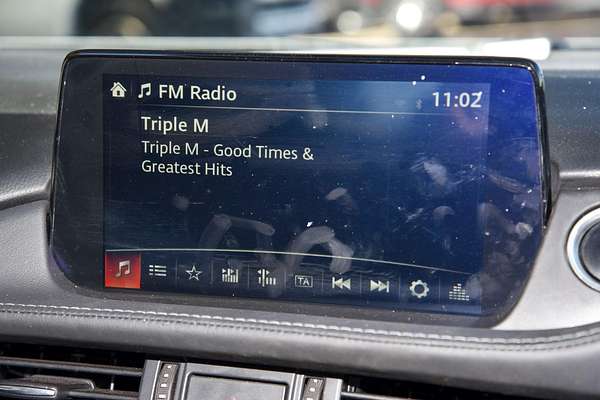 FM Radio
11:02
Triple M
Triple M - Good Times &
Greatest Hits
TA